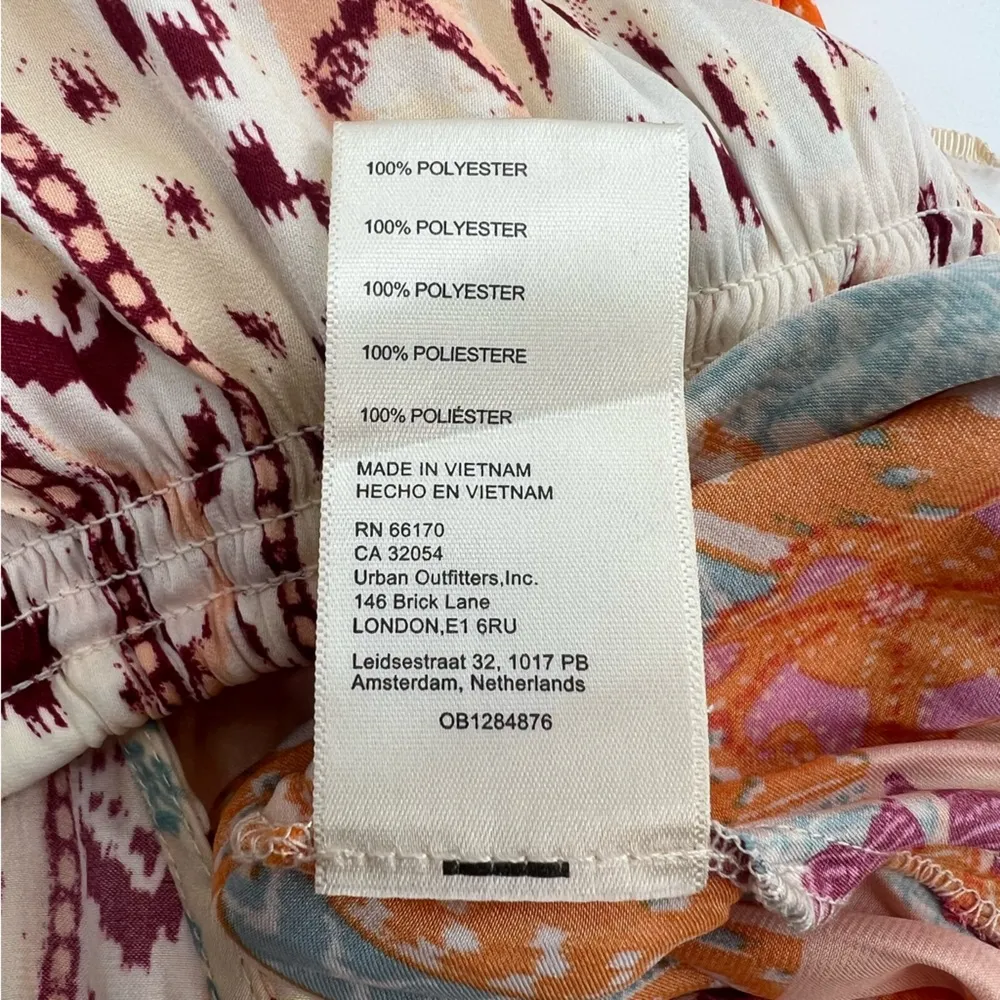 100% POLYESTER
100% POLYESTER
100% POLYESTER
100% POLIESTERE
100% POLIÉSTER
MADE IN VIETNAM
HECHO EN VIETNAM
RN 66170
CA 32054
Urban Outfitters,Inc.
146 Brick Lane
LONDON,E1 6RU
Leidsestraat 32, 1017 PB
Amsterdam, Netherlands
OB1284876